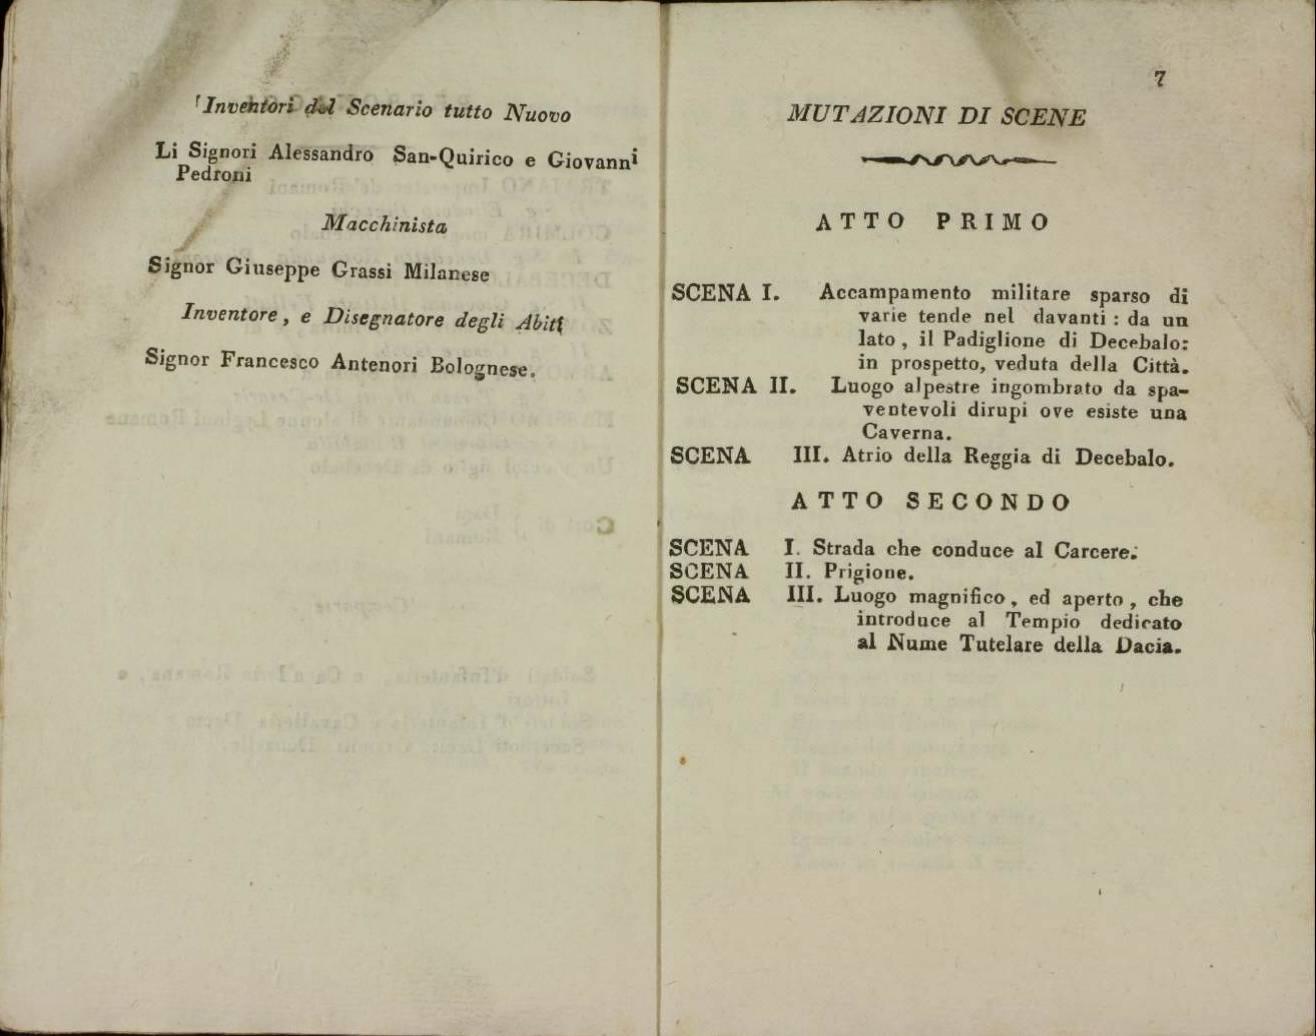 Inventori del Scenario tutto Nuovo
Li Signori Alessandro San-Quirico e Giovanni
Pedroni
Macchinista
Signor Giuseppe Grassi Milanese
Inventore, e Disegnatore degli Abiti
Signor Francesco Antenori Bolognese.
7
MUTAZIONI DI SCENE
ATTO PRIMO
SCENA I. Accampamento militare sparso di
varie tende nel davanti : da un
lato , il Padiglione di Decebalo:
in prospetto, veduta della Città.
SCENA II. Luogo alpestre ingombrato da spa-
ventevoli dirupi ove esiste una
Caverna.
SCENA III. Atrio della Reggia di Decebalo.
ATTO SECONDO
SCENA I. Strada che conduce al Carcere.
SCENA II. Prigione.
SCENA III. Luogo magnifico , ed aperto , che
introduce al Tempio dedicato
al Nume Tutelare della Dacia.